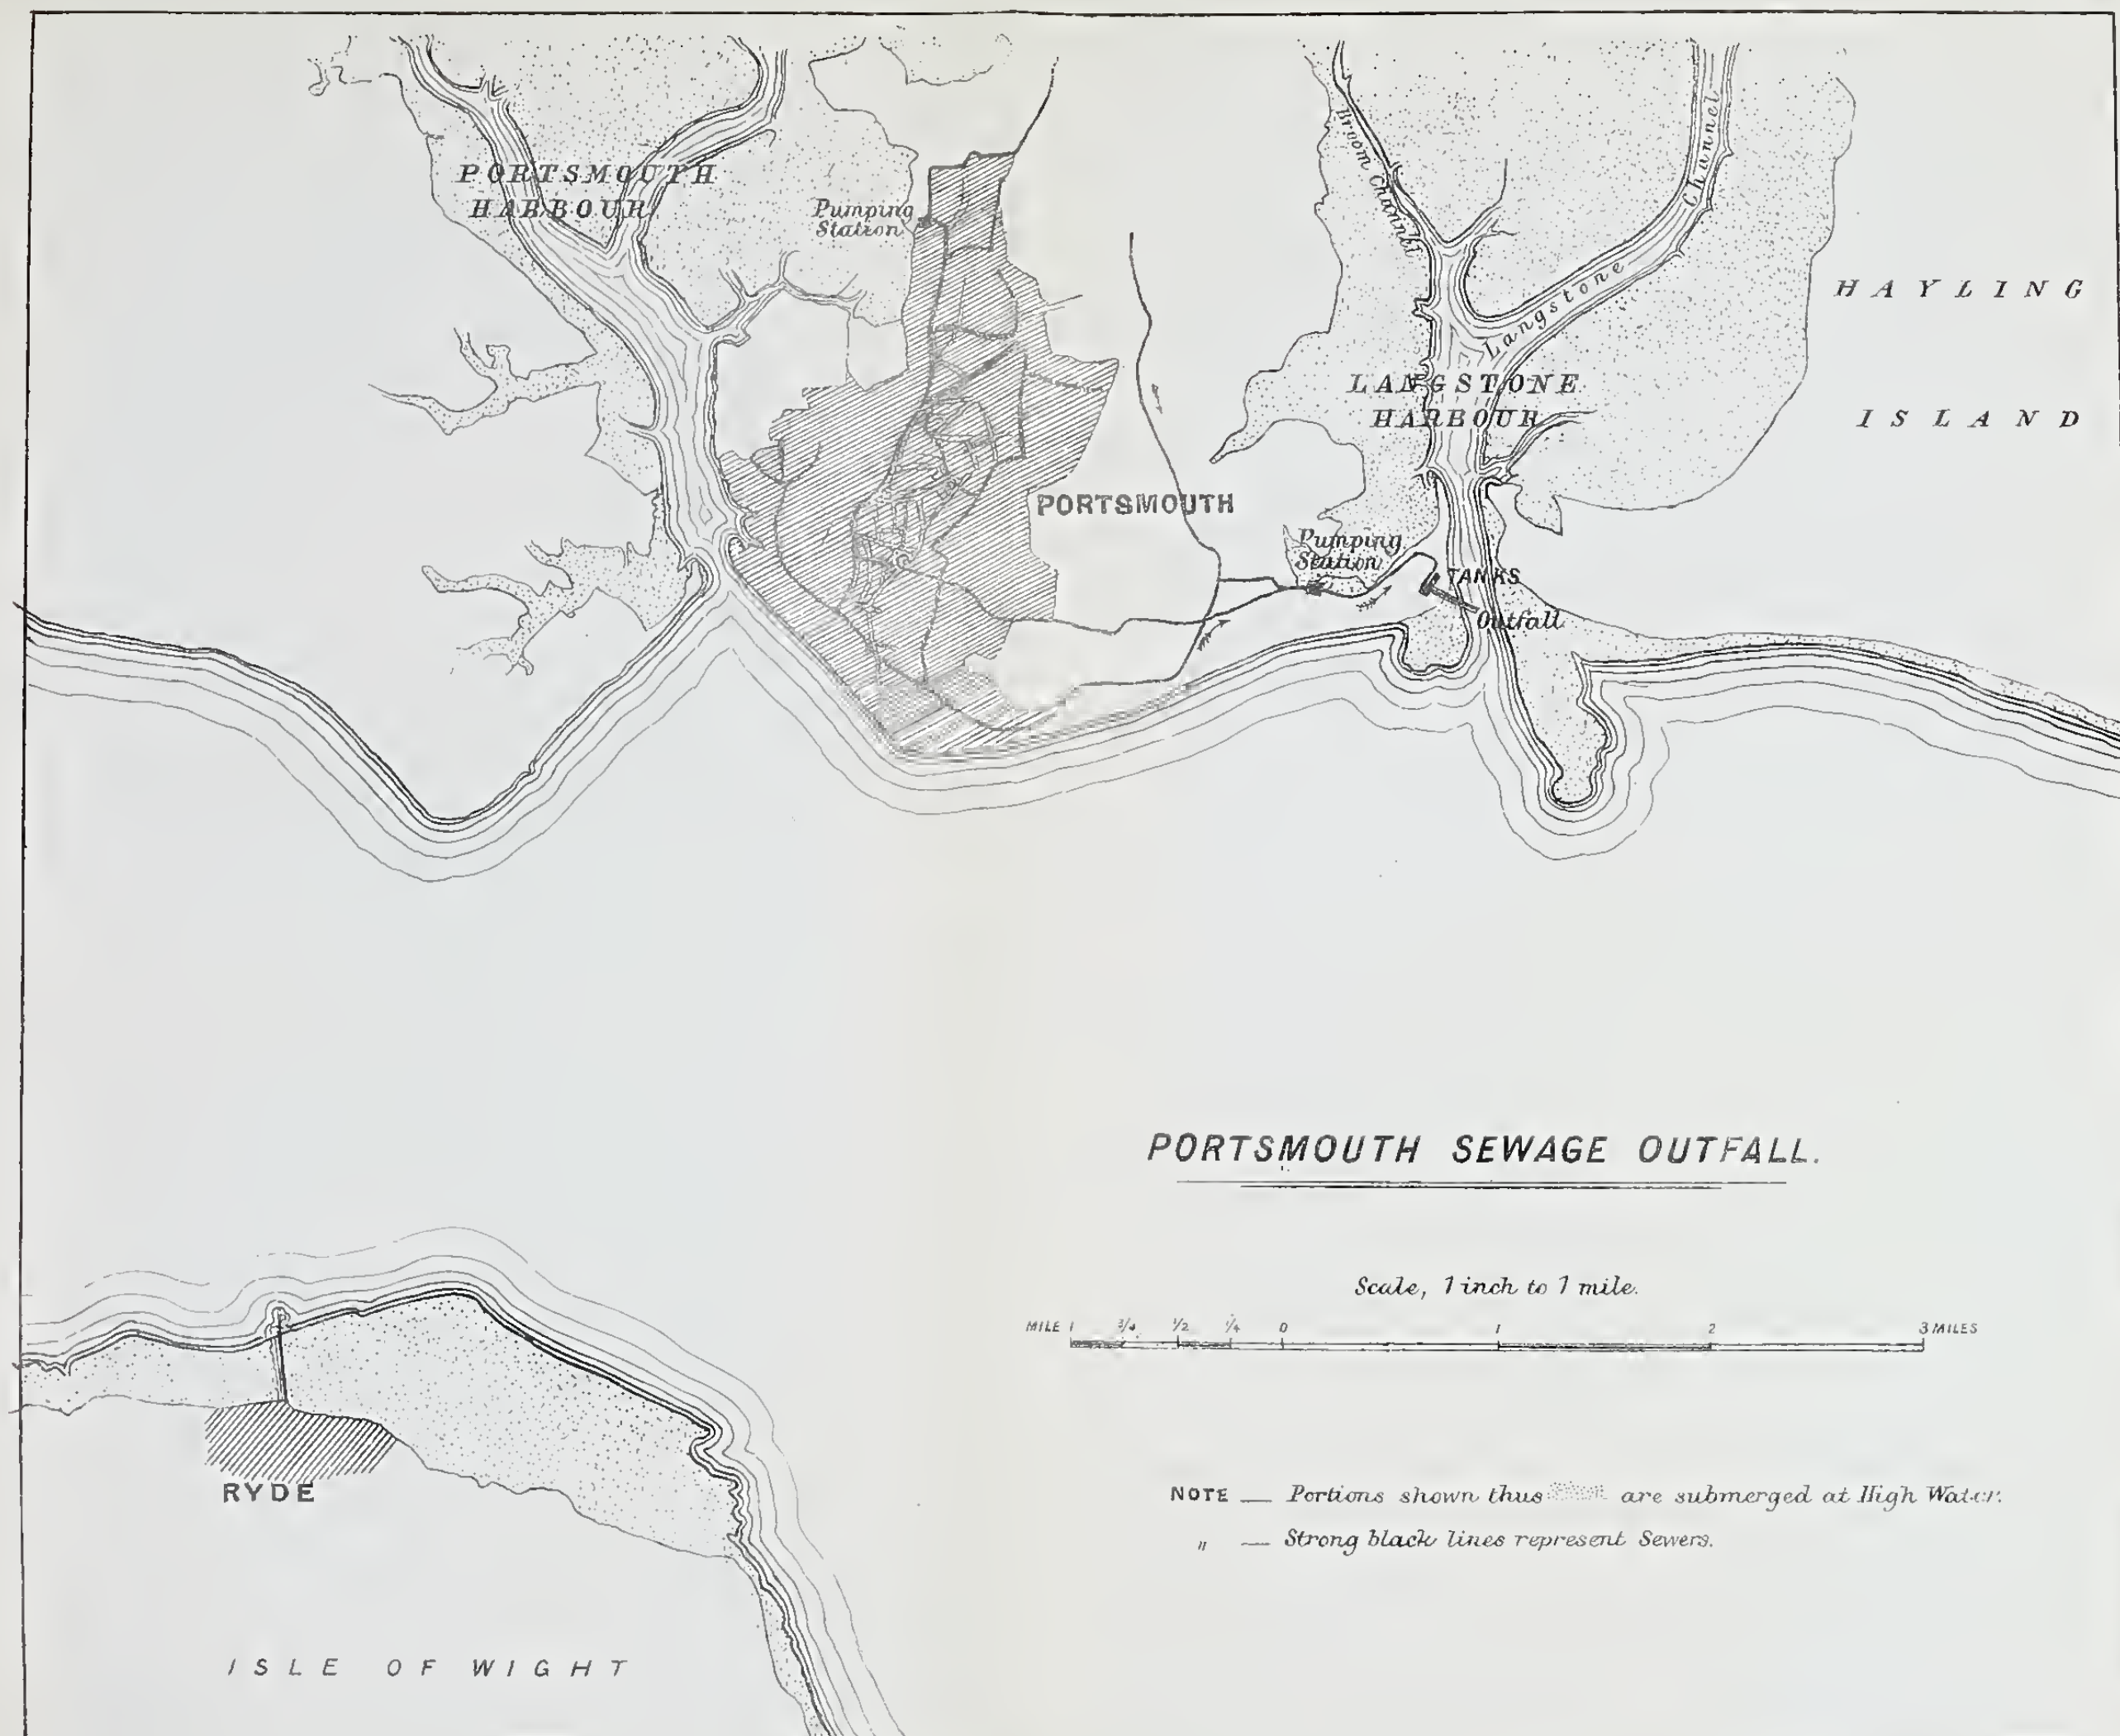 PORTSMOUTH
HARBOUR
Pumping
Station
Broom Channel
Langstone Channel
HAYLING
ISLAND
LANGSTONE
HARBOUR
PORTSMOUTH
Pumping
Station
TANKS
Outfall
PORTSMOUTH SEWAGE OUTFALL.
Scale, 1 inch to 1 mile.
MILE 1 3/4 1/2 1/4 0 1 2 3 MILES
NOTE — Portions shown thus are submerged at High Water.
" — Strong black lines represent Sewers.
RYDE
ISLE OF WIGHT